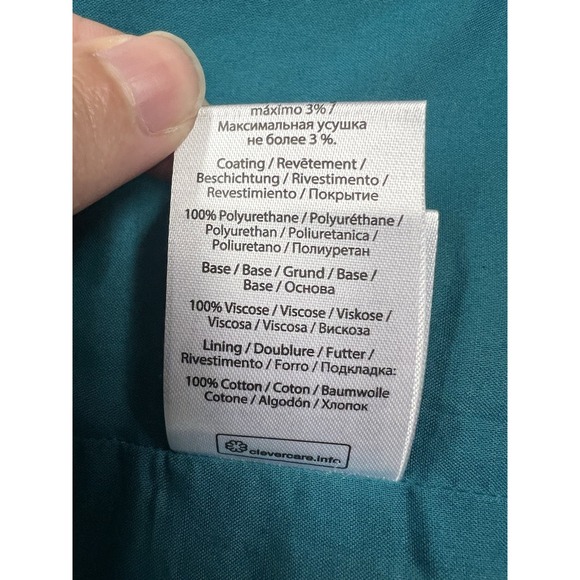 máximo 3% /
Максимальная усушка
не более 3 %.
Coating / Revêtement /
Beschichtung / Rivestimento /
Revestimiento / Покрытие
100% Polyurethane / Polyuréthane /
Polyurethan / Poliuretanica /
Poliuretano / Полиуретан
Base / Base / Grund / Base /
Base / Основа
100% Viscose / Viscose / Viskose /
Viscosa / Viscosa / Вискоза
Lining / Doublure / Futter /
Rivestimento / Forro / Подкладка:
100% Cotton / Coton / Baumwolle
Cotone / Algodón / Хлопок
clevercare.info